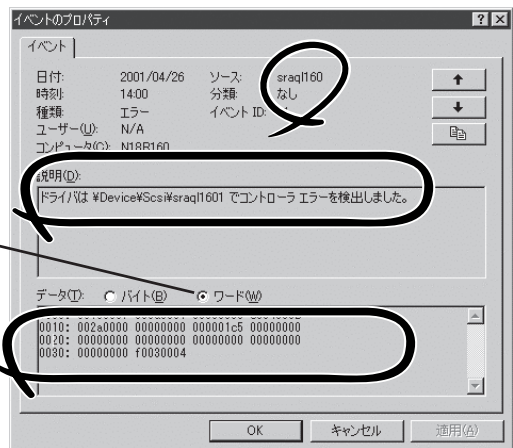 イベントのプロパティ
イベント
日付: 2001/04/26 ソース: sraql160
時刻: 14:00 分類: なし
種類: エラー イベント ID:
ユーザー(U): N/A
コンピュータ(C): N18R160
説明(D):
ドライバは ¥Device¥Scsi¥sraql1601 でコントローラ エラーを検出しました。
データ(T): バイト(B) ワード(W)
0010: 002a0000 00000000 000001c5 00000000
0020: 00000000 00000000 00000000 00000000
0030: 00000000 f0030004
OK キャンセル 適用(A)